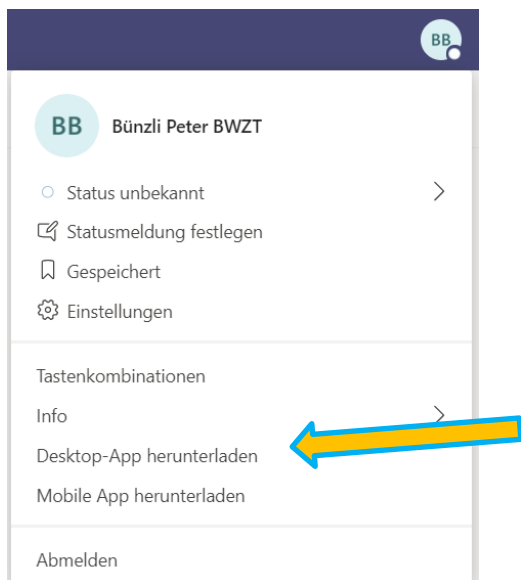 BB
BB
Bünzli Peter BWZT
Status unbekannt
Statusmeldung festlegen
Gespeichert
Einstellungen
Tastenkombinationen
Info
Desktop-App herunterladen
Mobile App herunterladen
Abmelden